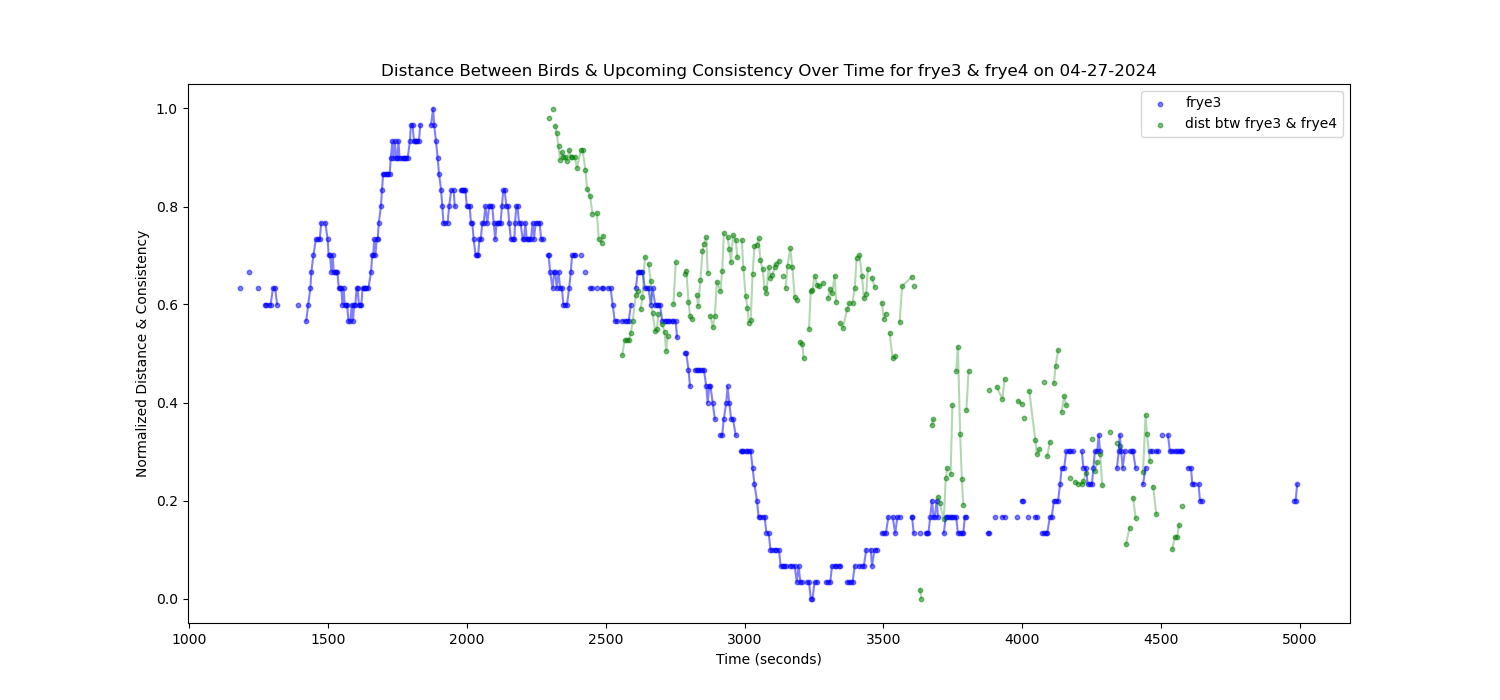 Distance Between Birds & Upcoming Consistency Over Time for frye3 & frye4 on 04-27-2024
frye3
dist btw frye3 & frye4
Normalized Distance & Consistency
1.0
0.8
0.6
0.4
0.2
0.0
1000 1500 2000 2500 3000 3500 4000 4500 5000
Time (seconds)